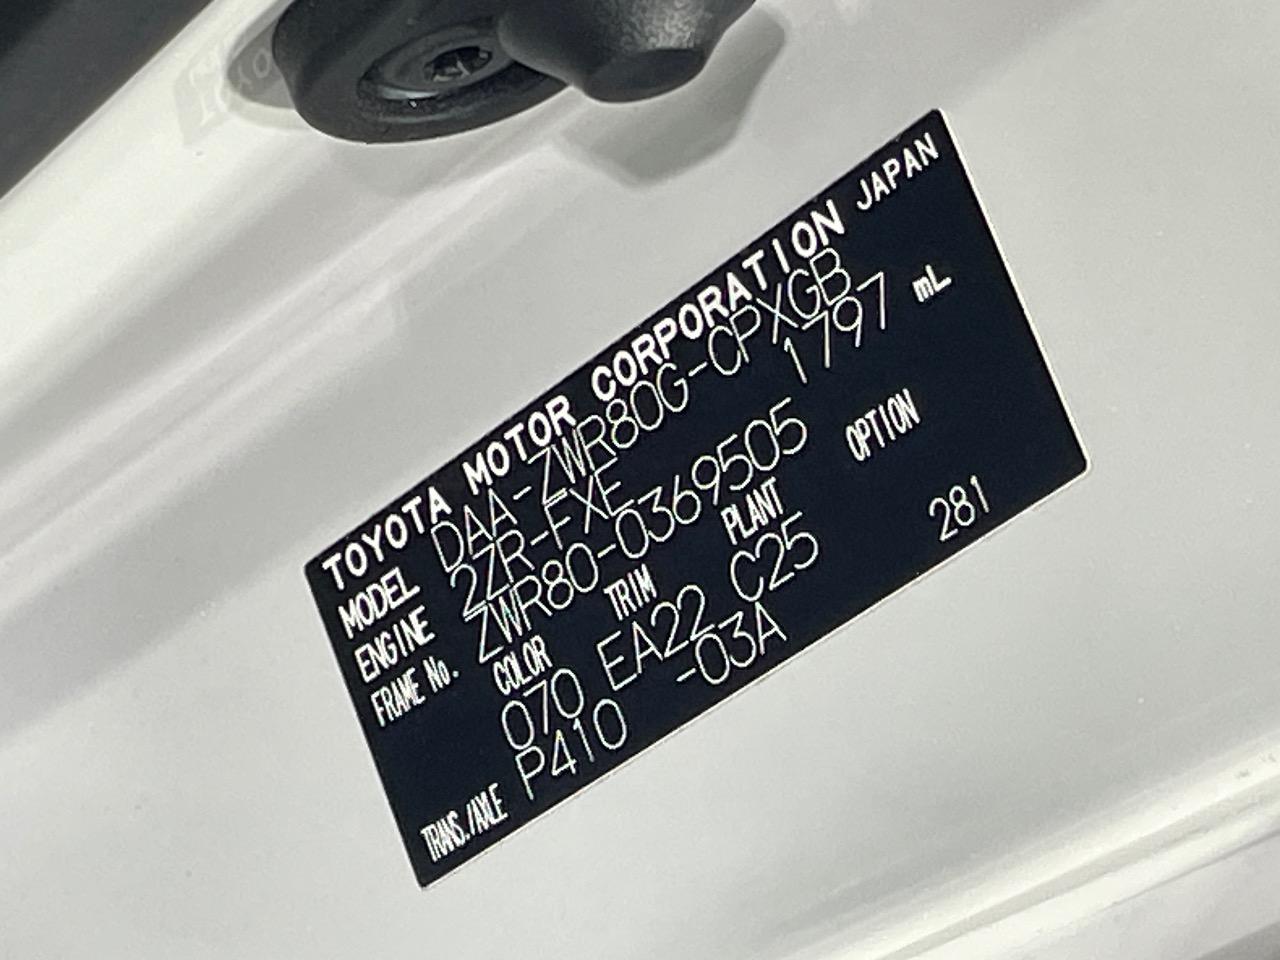 TOYOTA MOTOR CORPORATION JAPAN
MODEL DAA-ZWR80G-CPXGB
ENGINE 2ZR-FXE 1797 mL
FRAME No. ZWR80-0369505
COLOR TRIM PLANT OPTION
070 EA22 C25 281
TRANS./AXLE P410 -03A